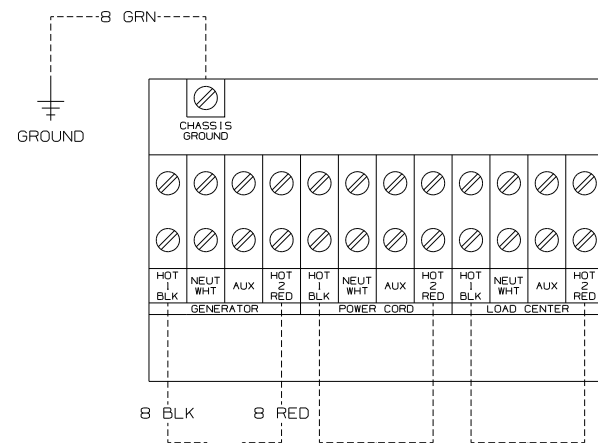 8 GRN
GROUND
CHASSIS
GROUND
HOT 1 BLK
NEUT WHT
AUX
HOT 2 RED
HOT 1 BLK
NEUT WHT
AUX
HOT 2 RED
HOT 1 BLK
NEUT WHT
AUX
HOT 2 RED
GENERATOR
POWER CORD
LOAD CENTER
8 BLK
8 RED